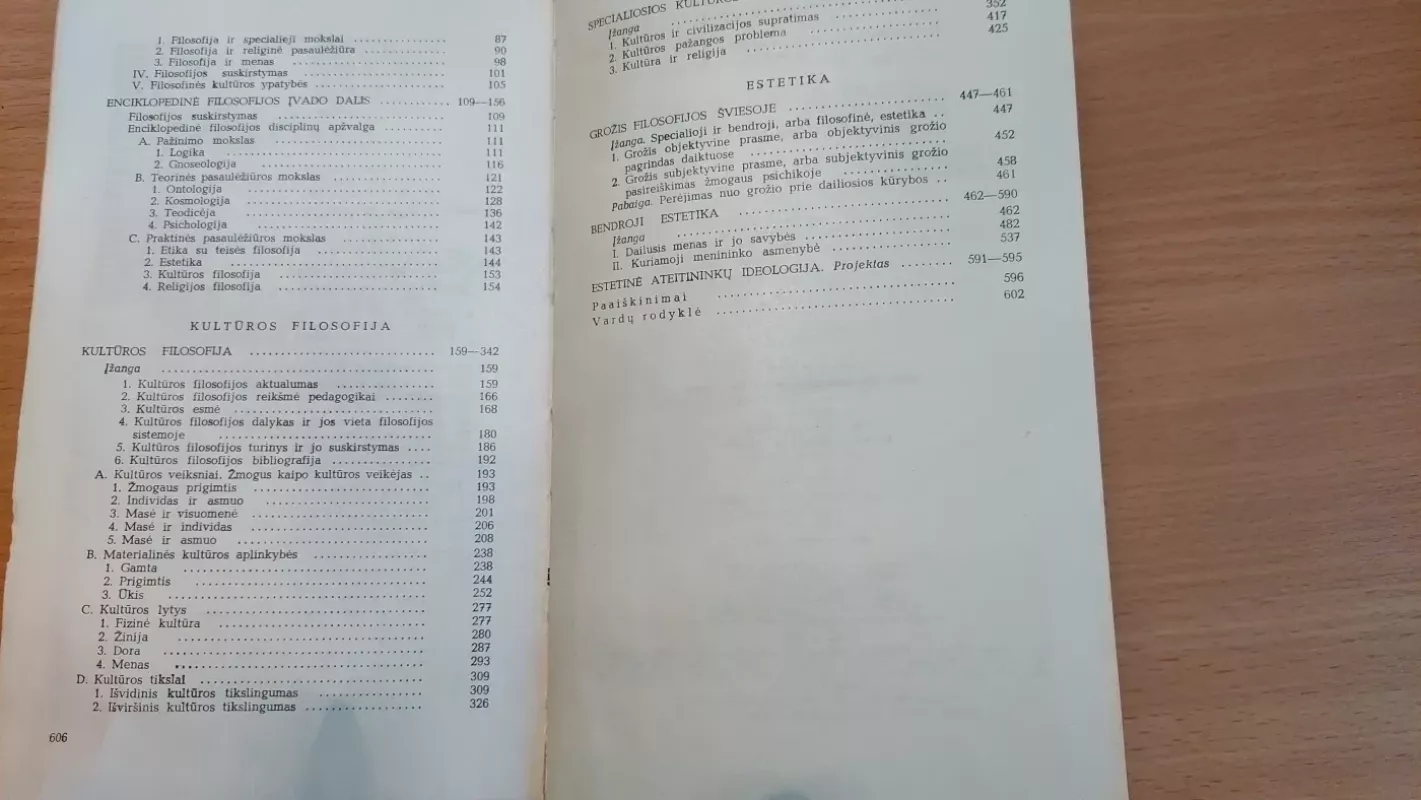 1. Filosofija ir specialieji mokslai ............... 87
2. Filosofija ir religinė pasaulėžiūra ............. 90
3. Filosofija ir menas ............... 98
IV. Filosofijos suskirstymas ............... 101
V. Filosofinės kultūros ypatybės ............... 105
ENCIKLOPEDINĖ FILOSOFIJOS ĮVADO DALIS ............ 109—156
Filosofijos suskirstymas ............... 109
Enciklopedinė filosofijos disciplinų apžvalga .......... 111
A. Pažinimo mokslas ............... 111
1. Logika ............... 111
2. Gnoseologija ............... 116
B. Teorinės pasaulėžiūros mokslas ............... 121
1. Ontologija ............... 122
2. Kosmologija ............... 128
3. Teodicėja ............... 136
4. Psichologija ............... 142
C. Praktinės pasaulėžiūros mokslas ............... 143
1. Etika su teisės filosofija ............... 143
2. Estetika ............... 144
3. Kultūros filosofija ............... 153
4. Religijos filosofija ............... 154
KULTŪROS FILOSOFIJA
KULTŪROS FILOSOFIJA ............... 159—342
Įžanga ............... 159
1. Kultūros filosofijos aktualumas ............... 159
2. Kultūros filosofijos reikšmė pedagogikai ........ 166
3. Kultūros esmė ............... 168
4. Kultūros filosofijos dalykas ir jos vieta filosofijos
sistemoje ............... 180
5. Kultūros filosofijos turinys ir jo suskirstymas .... 186
6. Kultūros filosofijos bibliografija ............... 192
A. Kultūros veiksniai. Žmogus kaipo kultūros veikėjas .. 193
1. Žmogaus prigimtis ............... 193
2. Individas ir asmuo ............... 198
3. Masė ir visuomenė ............... 201
4. Masė ir individas ............... 206
5. Masė ir asmuo ............... 208
B. Materialinės kultūros aplinkybės ............... 238
1. Gamta ............... 238
2. Prigimtis ............... 244
3. Ūkis ............... 252
C. Kultūros lytys ............... 277
1. Fizinė kultūra ............... 277
2. Žinija ............... 280
3. Dora ............... 287
4. Menas ............... 293
D. Kultūros tikslai ............... 309
1. Išvidinis kultūros tikslingumas ............... 309
2. Išviršinis kultūros tikslingumas ............... 326
606
SPECIALIOSIOS
Įžanga ...............
1. Kultūros ir civilizacijos supratimas ............... 352
2. Kultūros pažangos problema ............... 417
3. Kultūra ir religija ............... 425
ESTETIKA
GROŽIS FILOSOFIJOS ŠVIESOJE ............... 447—461
Įžanga. Specialioji ir bendroji, arba filosofinė, estetika .. 447
1. Grožis objektyvine prasme, arba objektyvinis grožio
pagrindas daiktuose ............... 452
2. Grožis subjektyvine prasme, arba subjektyvinis grožio
pasireiškimas žmogaus psichikoje ............... 458
Pabaiga. Perėjimas nuo grožio prie dailiosios kūrybos .. 461
BENDROJI ESTETIKA ............... 462—590
Įžanga ............... 462
I. Dailusis menas ir jo savybės ............... 482
II. Kuriamoji menininko asmenybė ............... 537
ESTETINĖ ATEITININKŲ IDEOLOGIJA. Projektas ........ 591—595
Paaiškinimai ............... 596
Vardų rodyklė ............... 602